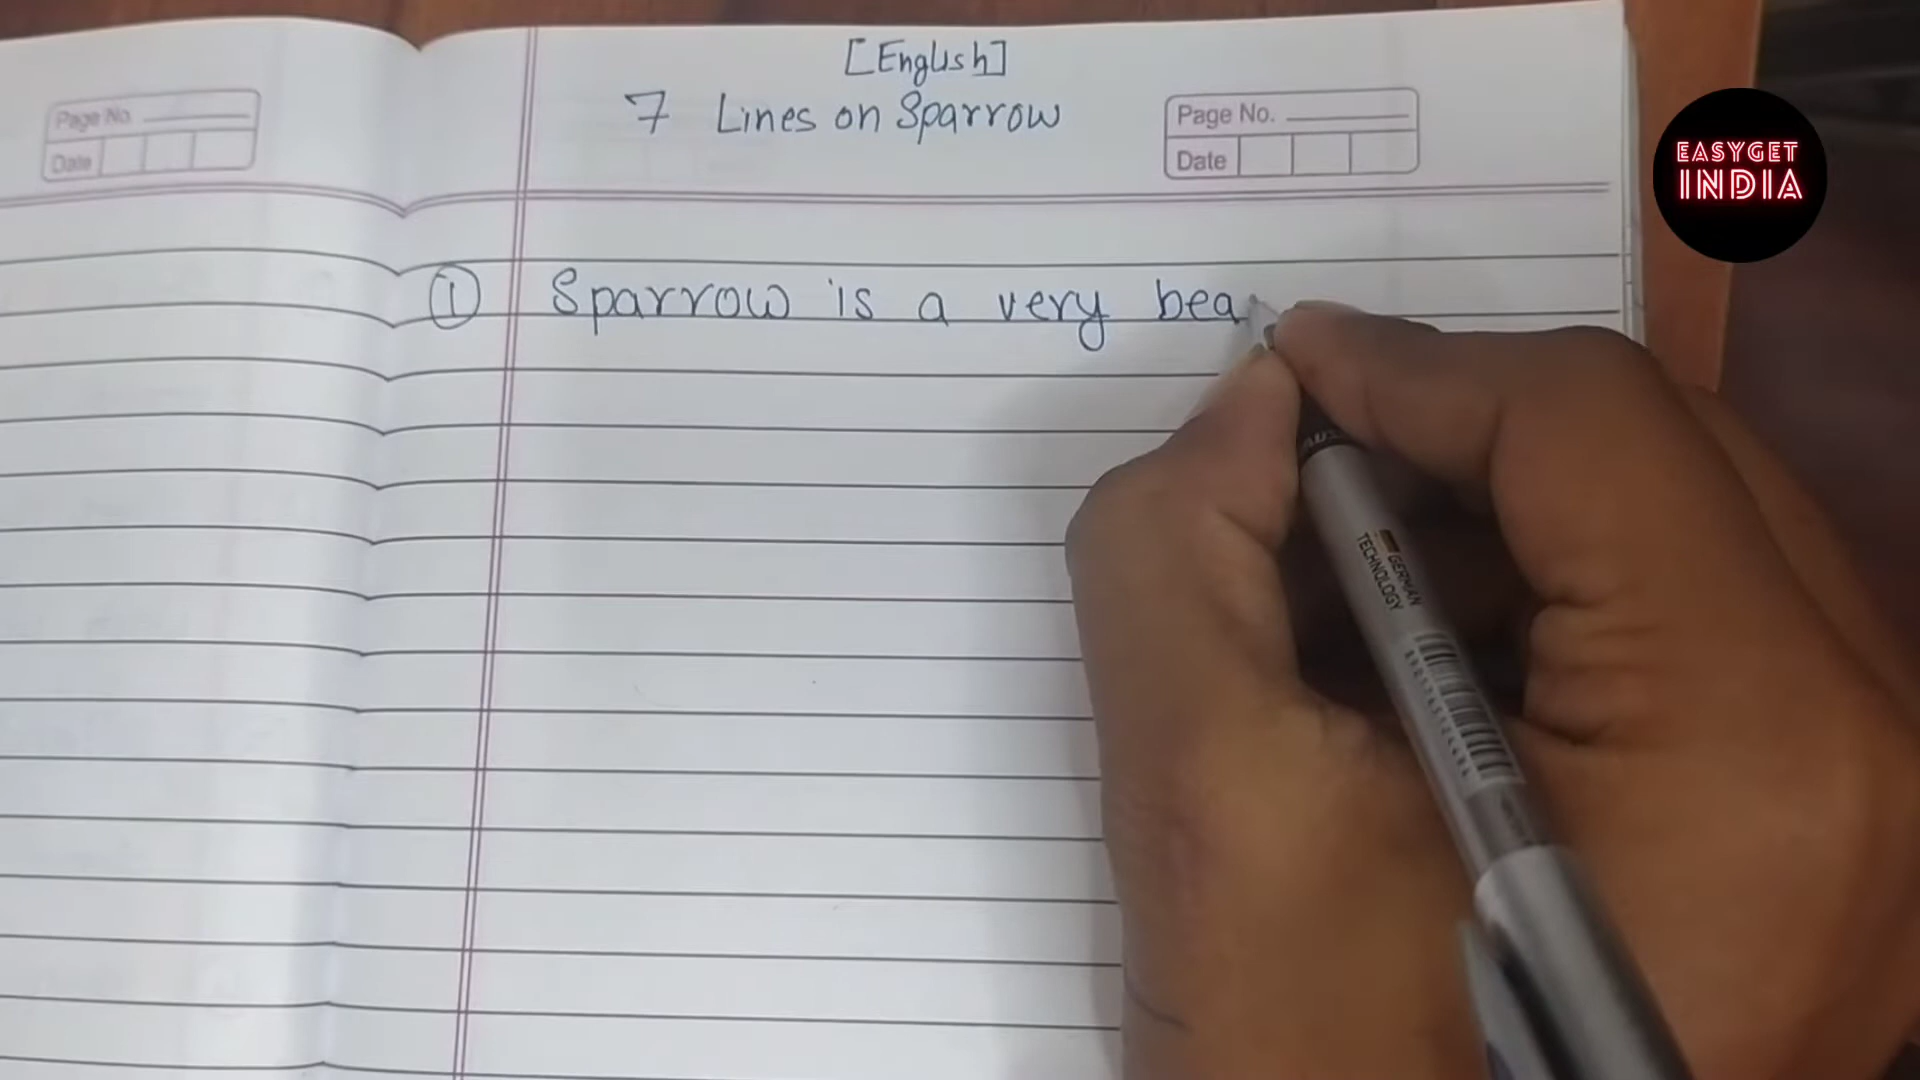 [English]
7 Lines on Sparrow
Page No.
Date
Page No.
Date
EASYGET
INDIA
① Sparrow is a very bea
GERMAN
TECHNOLOGY